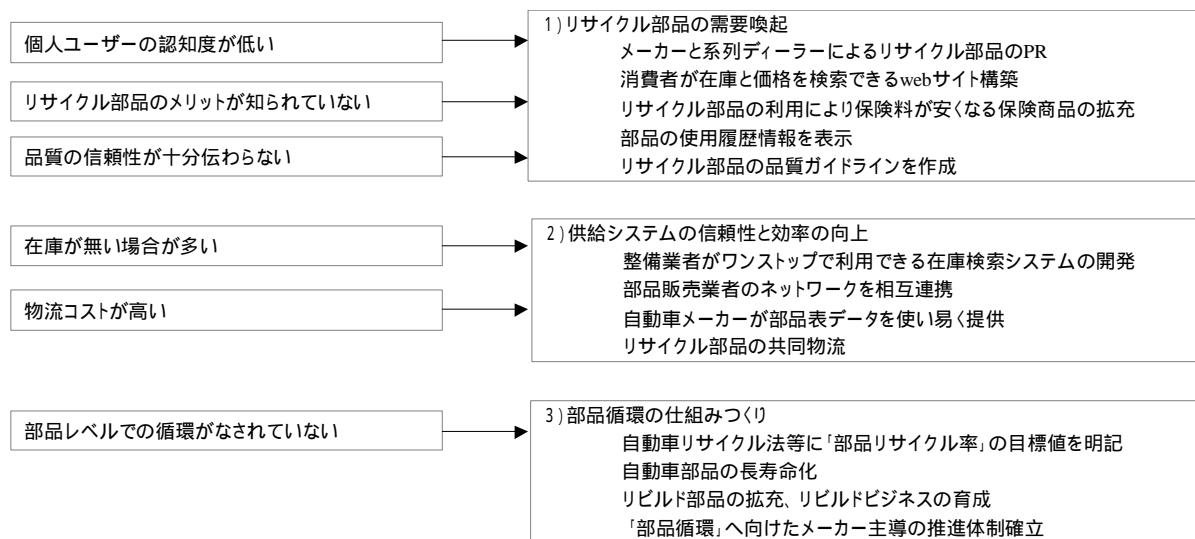 個人ユーザーの認知度が低い
リサイクル部品のメリットが知られていない
品質の信頼性が十分伝わらない
1)リサイクル部品の需要喚起
メーカーと系列ディーラーによるリサイクル部品のPR
消費者が在庫と価格を検索できるwebサイト構築
リサイクル部品の利用により保険料が安くなる保険商品の拡充
部品の使用履歴情報を表示
リサイクル部品の品質ガイドラインを作成
在庫が無い場合が多い
物流コストが高い
2)供給システムの信頼性と効率の向上
整備業者がワンストップで利用できる在庫検索システムの開発
部品販売業者のネットワークを相互連携
自動車メーカーが部品表データを使い易く提供
リサイクル部品の共同物流
部品レベルでの循環がなされていない
3)部品循環の仕組みつくり
自動車リサイクル法等に「部品リサイクル率」の目標値を明記
自動車部品の長寿命化
リビルド部品の拡充、リビルドビジネスの育成
「部品循環」へ向けたメーカー主導の推進体制確立